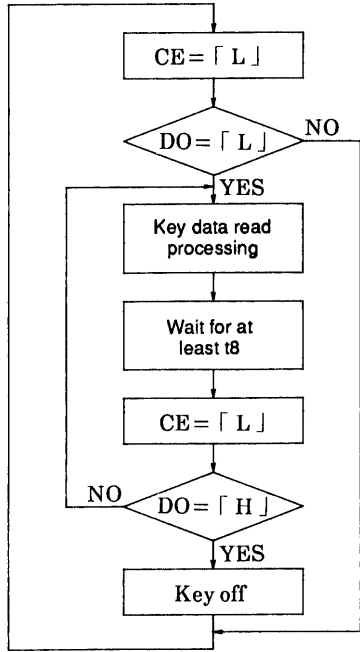 CE=「L」
DO=「L」
NO
YES
Key data read
processing
Wait for at
least t8
CE=「L」
NO
DO=「H」
YES
Key off